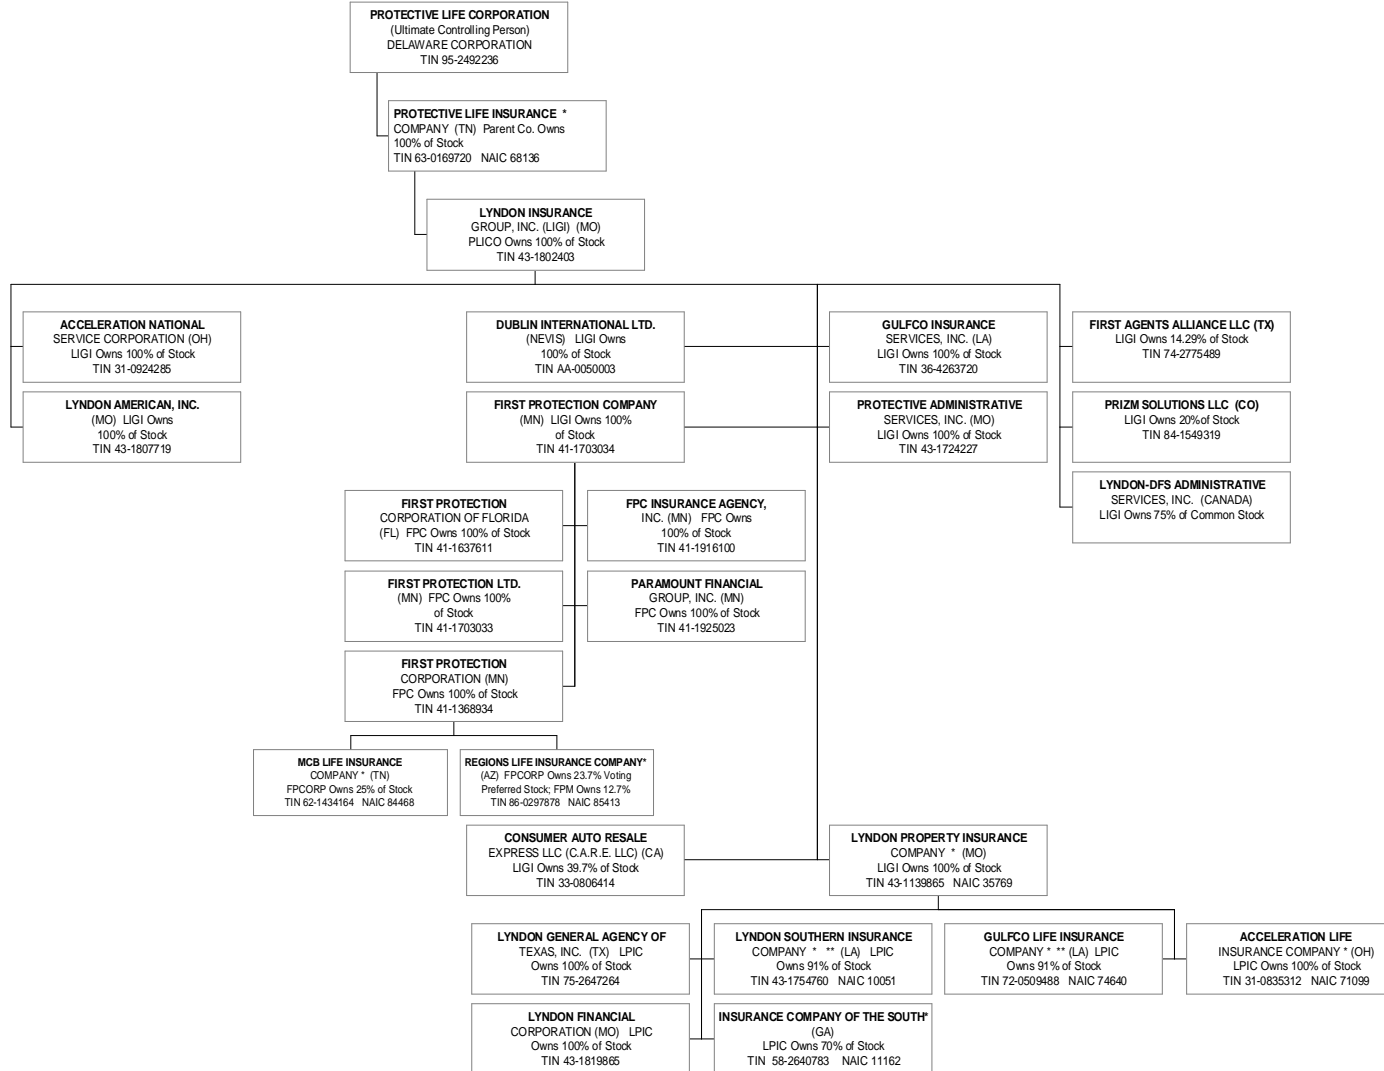 PROTECTIVE LIFE CORPORATION
(Ultimate Controlling Person)
DELAWARE CORPORATION
TIN 95-2492236
PROTECTIVE LIFE INSURANCE *
COMPANY (TN) Parent Co. Owns
100% of Stock
TIN 63-0169720 NAIC 68136
LYNDON INSURANCE
GROUP, INC. (LIGI) (MO)
PLICO Owns 100% of Stock
TIN 43-1802403
ACCELERATION NATIONAL
SERVICE CORPORATION (OH)
LIGI Owns 100% of Stock
TIN 31-0924285
DUBLIN INTERNATIONAL LTD.
(NEVIS) LIGI Owns
100% of Stock
TIN AA-0050003
GULFCO INSURANCE
SERVICES, INC. (LA)
LIGI Owns 100% of Stock
TIN 36-4263720
FIRST AGENTS ALLIANCE LLC (TX)
LIGI Owns 14.29% of Stock
TIN 74-2775489
LYNDON AMERICAN, INC.
(MO) LIGI Owns
100% of Stock
TIN 43-1807719
FIRST PROTECTION COMPANY
(MN) LIGI Owns 100%
of Stock
TIN 41-1703034
PROTECTIVE ADMINISTRATIVE
SERVICES, INC. (MO)
LIGI Owns 100% of Stock
TIN 43-1724227
PRIZM SOLUTIONS LLC (CO)
LIGI Owns 20%of Stock
TIN 84-1549319
LYNDON-DFS ADMINISTRATIVE
SERVICES, INC. (CANADA)
LIGI Owns 75% of Common Stock
FIRST PROTECTION
CORPORATION OF FLORIDA
(FL) FPC Owns 100% of Stock
TIN 41-1637611
FPC INSURANCE AGENCY,
INC. (MN) FPC Owns
100% of Stock
TIN 41-1916100
FIRST PROTECTION LTD.
(MN) FPC Owns 100%
of Stock
TIN 41-1703033
PARAMOUNT FINANCIAL
GROUP, INC. (MN)
FPC Owns 100% of Stock
TIN 41-1925023
FIRST PROTECTION
CORPORATION (MN)
FPC Owns 100% of Stock
TIN 41-1368934
MCB LIFE INSURANCE
COMPANY * (TN)
FPCORP Owns 25% of Stock
TIN 62-1434164 NAIC 84468
REGIONS LIFE INSURANCE COMPANY*
(AZ) FPCORP Owns 23.7% Voting
Preferred Stock; FPM Owns 12.7%
TIN 86-0297878 NAIC 85413
CONSUMER AUTO RESALE
EXPRESS LLC (C.A.R.E. LLC) (CA)
LIGI Owns 39.7% of Stock
TIN 33-0806414
LYNDON PROPERTY INSURANCE
COMPANY * (MO)
LIGI Owns 100% of Stock
TIN 43-1139865 NAIC 35769
LYNDON GENERAL AGENCY OF
TEXAS, INC. (TX) LPIC
Owns 100% of Stock
TIN 75-2647264
LYNDON SOUTHERN INSURANCE
COMPANY * ** (LA) LPIC
Owns 91% of Stock
TIN 43-1754760 NAIC 10051
GULFCO LIFE INSURANCE
COMPANY * ** (LA) LPIC
Owns 91% of Stock
TIN 72-0509488 NAIC 74640
ACCELERATION LIFE
INSURANCE COMPANY * (OH)
LPIC Owns 100% of Stock
TIN 31-0835312 NAIC 71099
LYNDON FINANCIAL
CORPORATION (MO) LPIC
Owns 100% of Stock
TIN 43-1819865
INSURANCE COMPANY OF THE SOUTH*
(GA)
LPIC Owns 70% of Stock
TIN 58-2640783 NAIC 11162